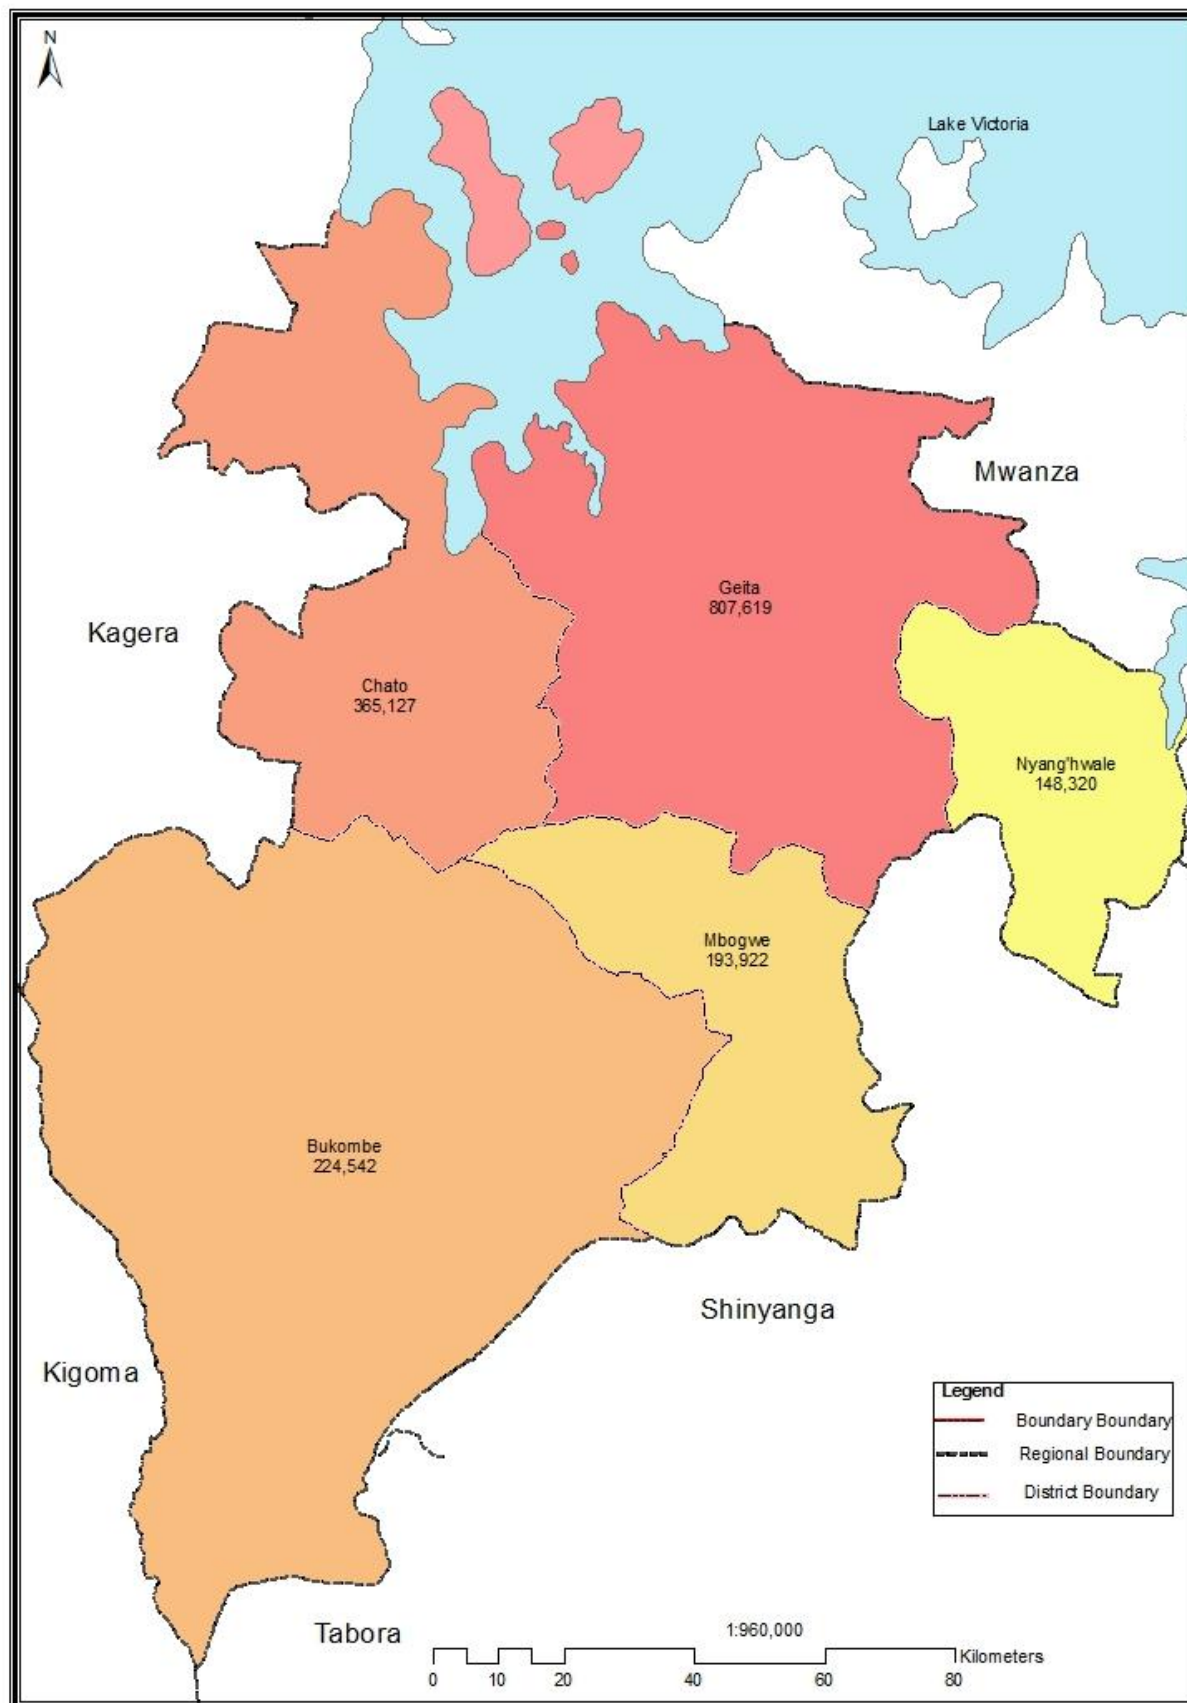 N
Lake Victoria
Mwanza
Geita
807,619
Kagera
Chato
365,127
Nyang'hwale
148,320
Mbogwe
193,922
Bukombe
224,542
Shinyanga
Kigoma
Legend
Boundary Boundary
Regional Boundary
District Boundary
Tabora
1:960,000
Kilometers
0 10 20 40 60 80